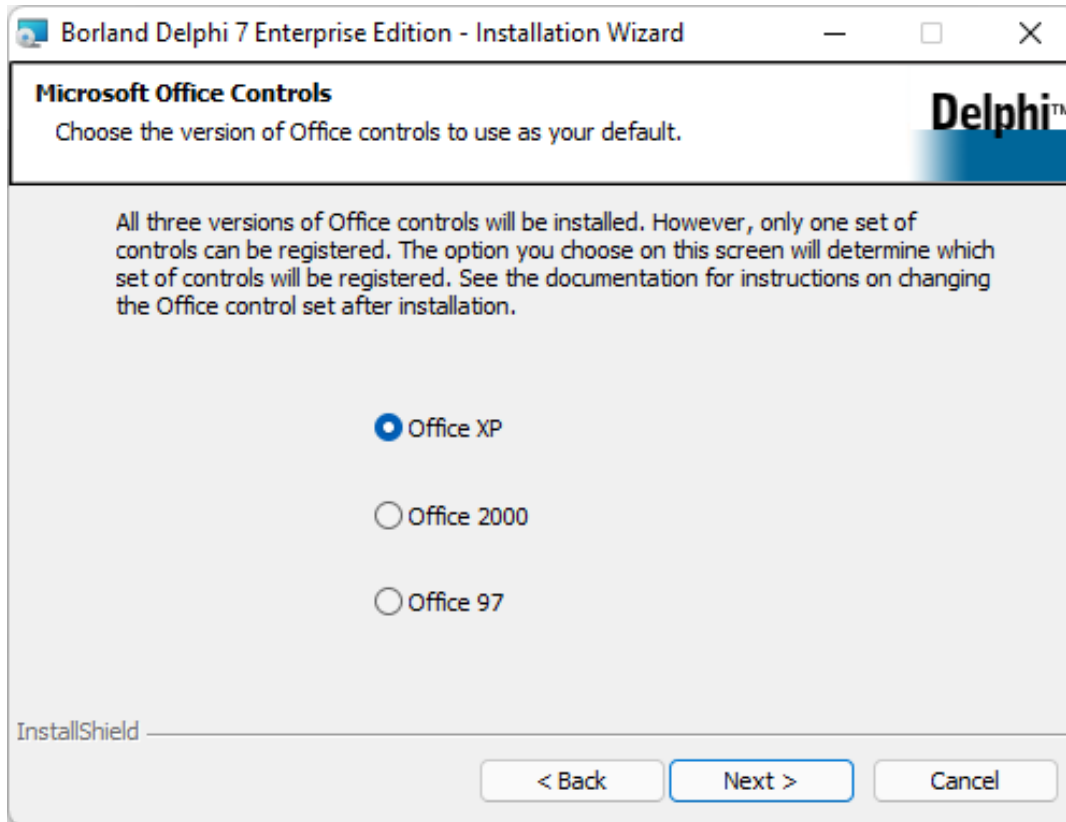 Borland Delphi 7 Enterprise Edition - Installation Wizard
Microsoft Office Controls
Choose the version of Office controls to use as your default.
Delphi™
All three versions of Office controls will be installed. However, only one set of
controls can be registered. The option you choose on this screen will determine which
set of controls will be registered. See the documentation for instructions on changing
the Office control set after installation.
Office XP
Office 2000
Office 97
InstallShield
< Back Next > Cancel